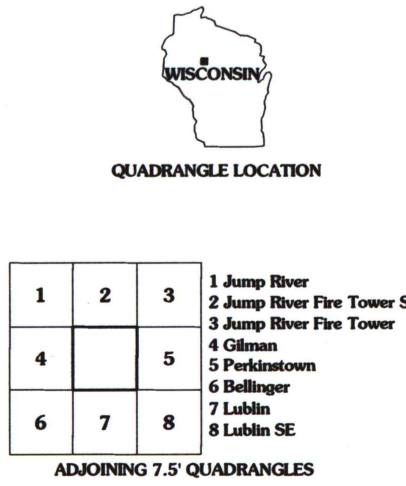 WISCONSIN
QUADRANGLE LOCATION
1 2 3
4 5
6 7 8
1 Jump River
2 Jump River Fire Tower S
3 Jump River Fire Tower
4 Gilman
5 Perkinstown
6 Bellinger
7 Lublin
8 Lublin SE
ADJOINING 7.5' QUADRANGLES